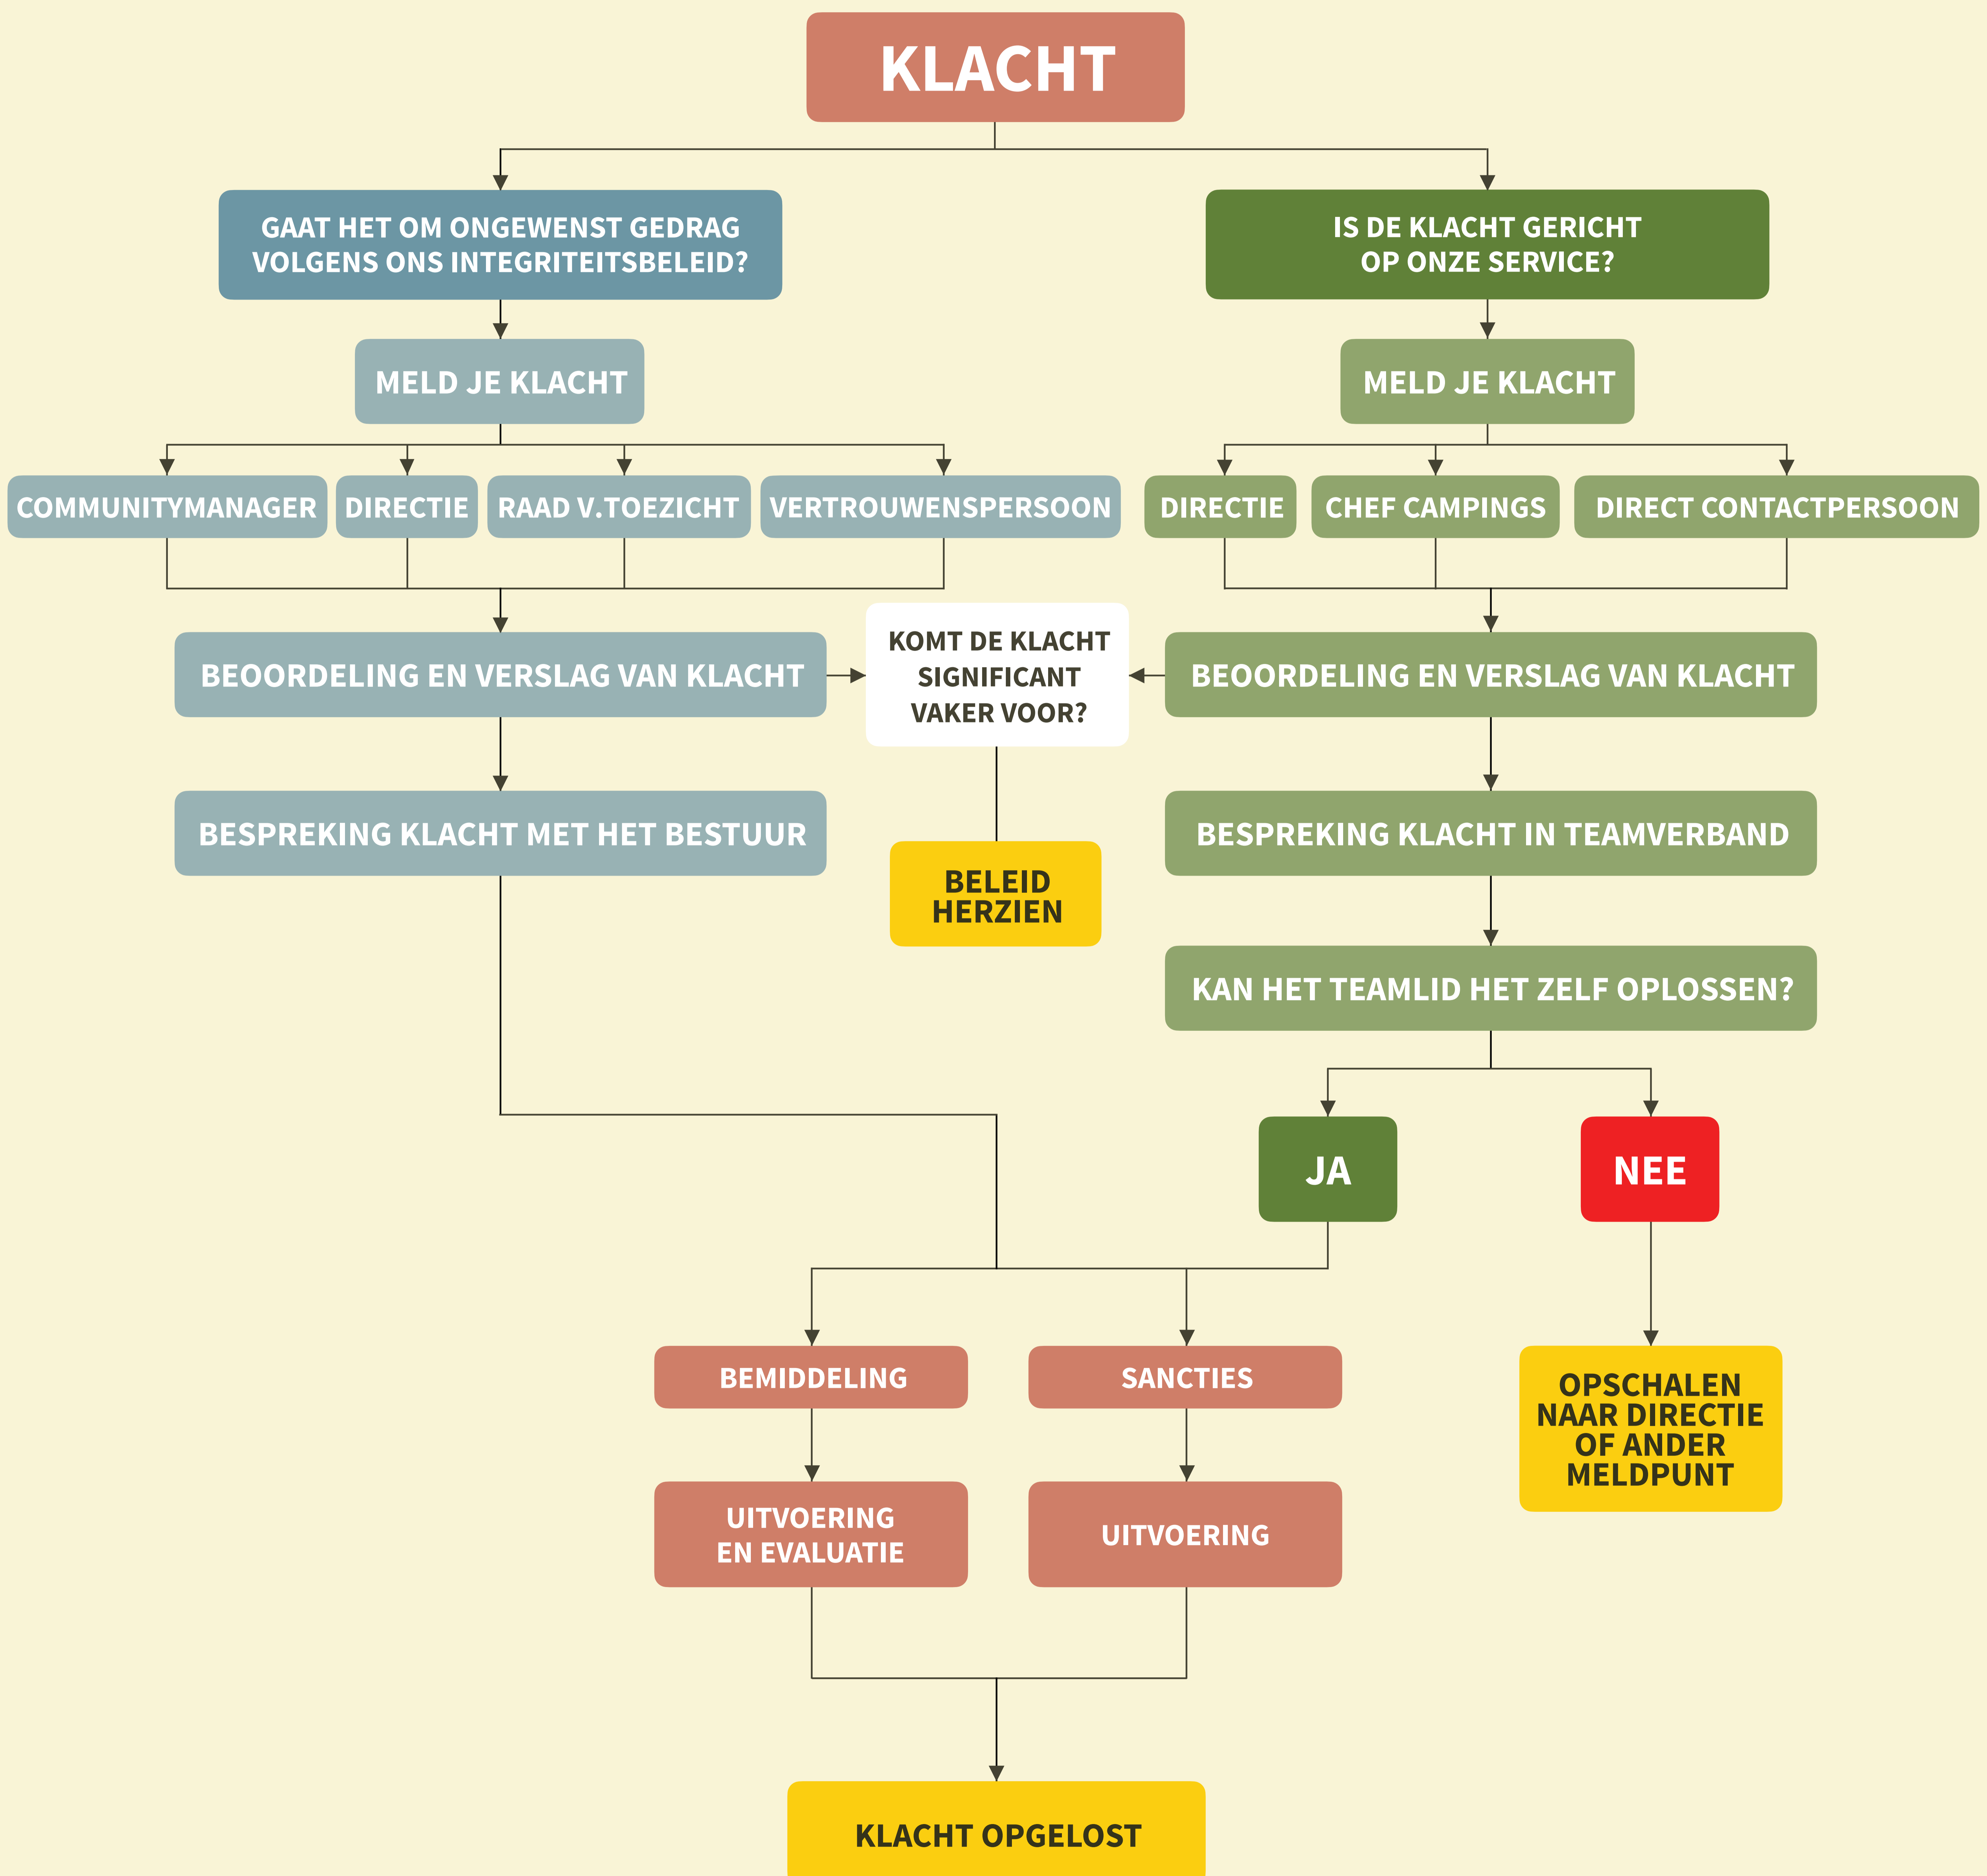 KLACHT
GAAT HET OM ONGEWENST GEDRAG
VOLGENS ONS INTEGRITEITSBELEID?
IS DE KLACHT GERICHT
OP ONZE SERVICE?
MELD JE KLACHT
MELD JE KLACHT
COMMUNITYMANAGER
DIRECTIE
RAAD V.TOEZICHT
VERTROUWENSPERSOON
DIRECTIE
CHEF CAMPINGS
DIRECT CONTACTPERSOON
BEOORDELING EN VERSLAG VAN KLACHT
KOMT DE KLACHT
SIGNIFICANT
VAKER VOOR?
BEOORDELING EN VERSLAG VAN KLACHT
BESPREKING KLACHT MET HET BESTUUR
BELEID
HERZIEN
BESPREKING KLACHT IN TEAMVERBAND
KAN HET TEAMLID HET ZELF OPLOSSEN?
JA
NEE
BEMIDDELING
SANCTIES
OPSCHALEN
NAAR DIRECTIE
OF ANDER
MELDPUNT
UITVOERING
EN EVALUATIE
UITVOERING
KLACHT OPGELOST